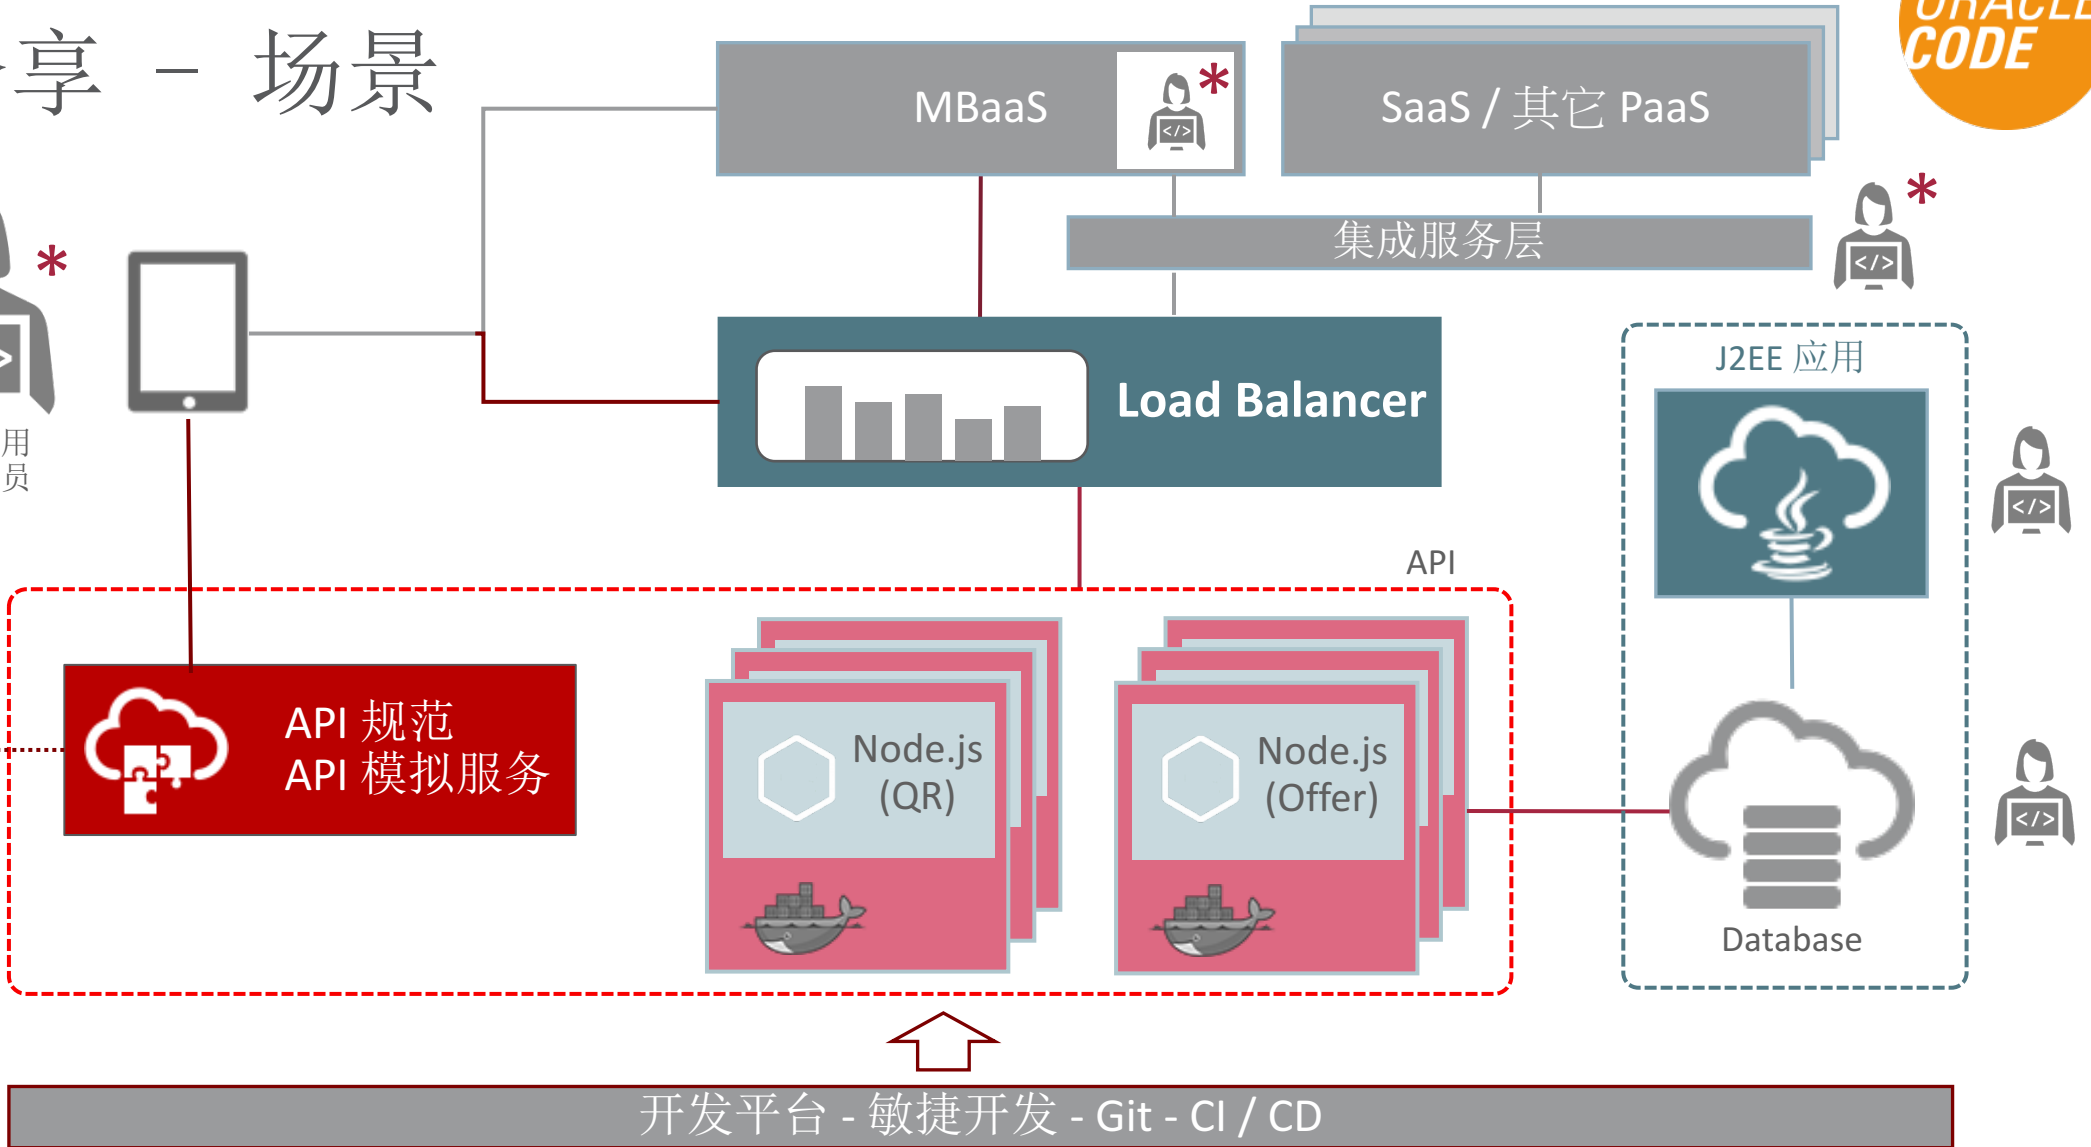 享 - 场景
ORACLE
CODE
MBaaS
</>
SaaS / 其它 PaaS
*
*
集成服务层
</>
*
用
员
Load Balancer
J2EE 应用
</>
API
API 规范
API 模拟服务
Node.js
(QR)
Node.js
(Offer)
</>
Database
开发平台 - 敏捷开发 - Git - CI / CD